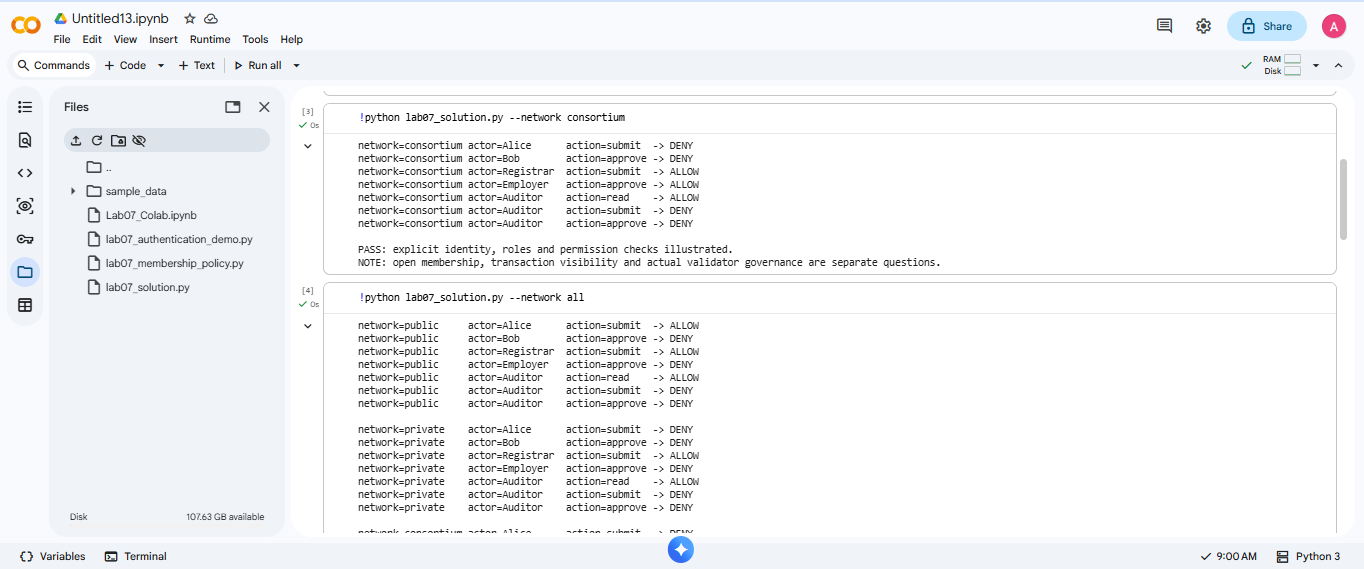 Untitled13.ipynb
File Edit View Insert Runtime Tools Help
Share
A
Commands + Code + Text Run all
RAM
Disk
Files
..
sample_data
Lab07_Colab.ipynb
lab07_authentication_demo.py
lab07_membership_policy.py
lab07_solution.py
Disk 107.63 GB available
[3]
0s
!python lab07_solution.py --network consortium
network=consortium actor=Alice action=submit -> DENY
network=consortium actor=Bob action=approve -> DENY
network=consortium actor=Registrar action=submit -> ALLOW
network=consortium actor=Employer action=approve -> ALLOW
network=consortium actor=Auditor action=read -> ALLOW
network=consortium actor=Auditor action=submit -> DENY
network=consortium actor=Auditor action=approve -> DENY
PASS: explicit identity, roles and permission checks illustrated.
NOTE: open membership, transaction visibility and actual validator governance are separate questions.
[4]
0s
!python lab07_solution.py --network all
network=public actor=Alice action=submit -> ALLOW
network=public actor=Bob action=approve -> DENY
network=public actor=Registrar action=submit -> ALLOW
network=public actor=Employer action=approve -> DENY
network=public actor=Auditor action=read -> ALLOW
network=public actor=Auditor action=submit -> DENY
network=public actor=Auditor action=approve -> DENY
network=private actor=Alice action=submit -> DENY
network=private actor=Bob action=approve -> DENY
network=private actor=Registrar action=submit -> ALLOW
network=private actor=Employer action=approve -> DENY
network=private actor=Auditor action=read -> ALLOW
network=private actor=Auditor action=submit -> DENY
network=private actor=Auditor action=approve -> DENY
network=consortium actor=Alice action=submit -> DENY
Variables Terminal
9:00 AM Python 3